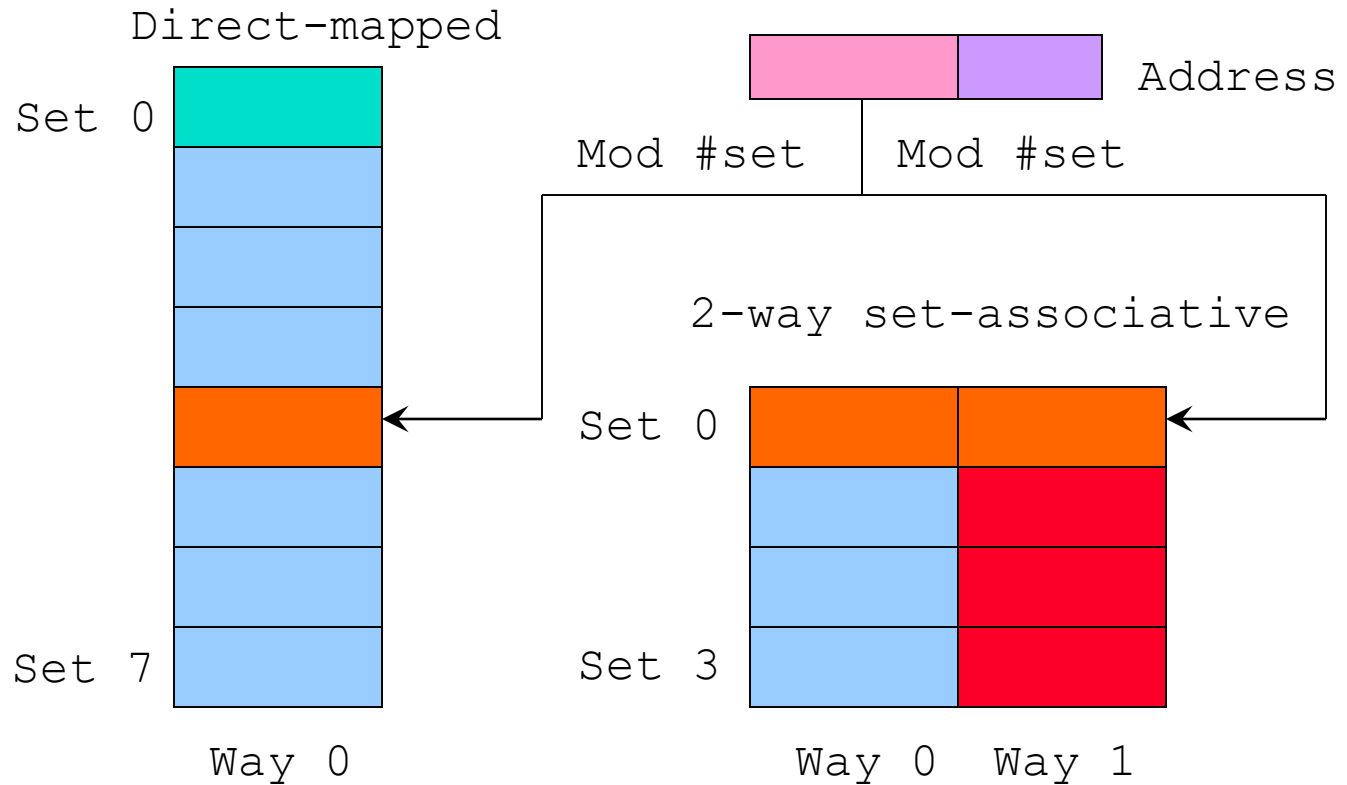 Direct-mapped
Address
Set 0
Mod #set Mod #set
2-way set-associative
Set 0
Set 7
Set 3
Way 0
Way 0 Way 1